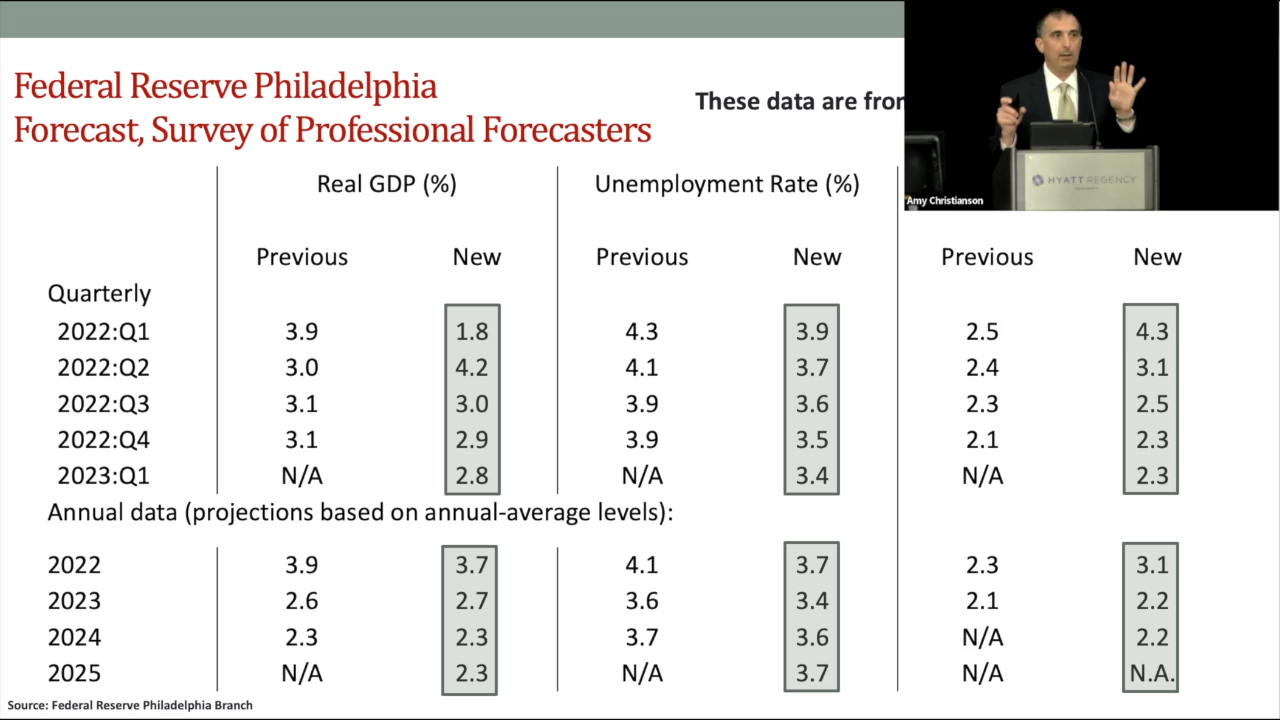 Federal Reserve Philadelphia
Forecast, Survey of Professional Forecasters
These data are from
Amy Christianson
HYATT REGENCY
Real GDP (%) Unemployment Rate (%)
Previous New Previous New Previous New
Quarterly
2022:Q1 3.9 1.8 4.3 3.9 2.5 4.3
2022:Q2 3.0 4.2 4.1 3.7 2.4 3.1
2022:Q3 3.1 3.0 3.9 3.6 2.3 2.5
2022:Q4 3.1 2.9 3.9 3.5 2.1 2.3
2023:Q1 N/A 2.8 N/A 3.4 N/A 2.3
Annual data (projections based on annual-average levels):
2022 3.9 3.7 4.1 3.7 2.3 3.1
2023 2.6 2.7 3.6 3.4 2.1 2.2
2024 2.3 2.3 3.7 3.6 N/A 2.2
2025 N/A 2.3 N/A 3.7 N/A N.A.
Source: Federal Reserve Philadelphia Branch